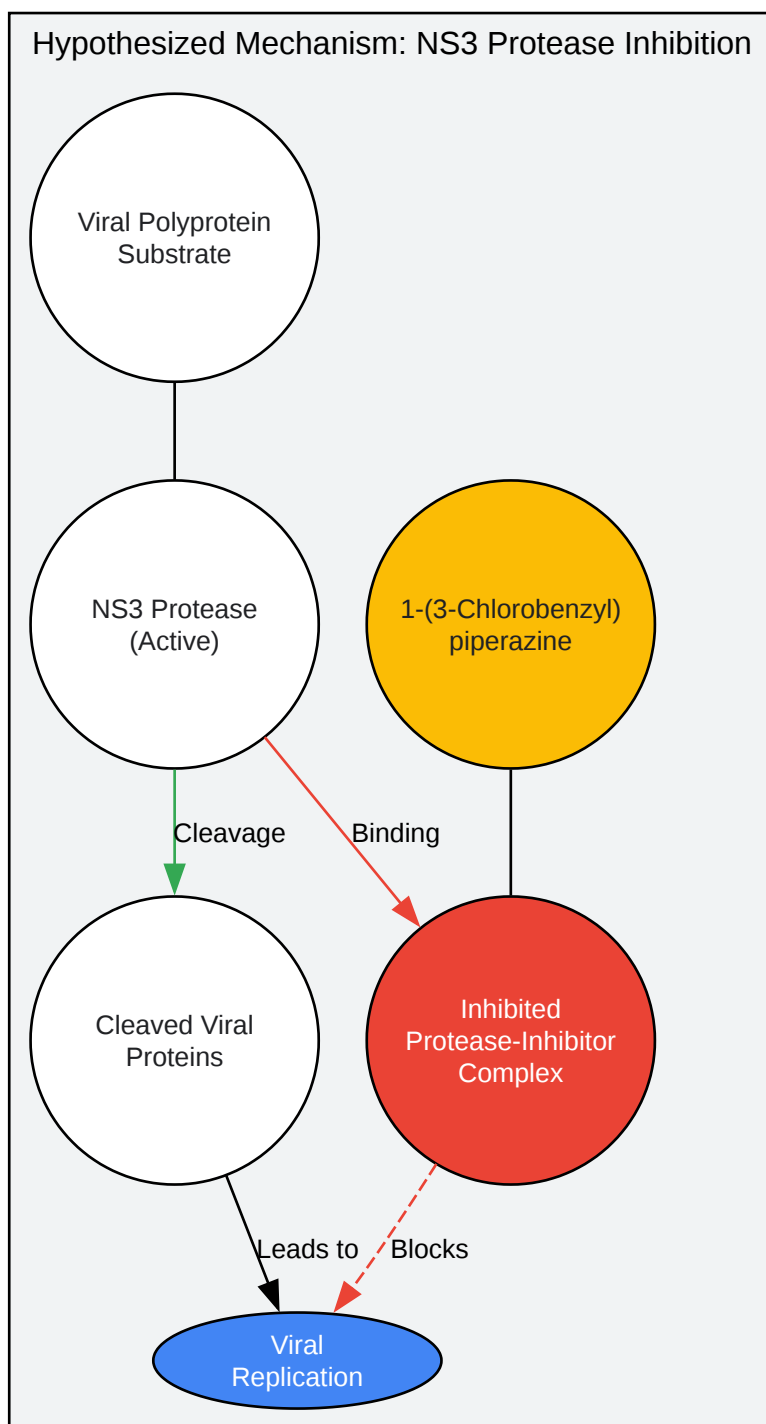 Hypothesized Mechanism: NS3 Protease Inhibition
Viral Polyprotein
Substrate
NS3 Protease
(Active)
1-(3-Chlorobenzyl)
piperazine
Cleavage
Binding
Cleaved Viral
Proteins
Inhibited
Protease-Inhibitor
Complex
Leads to
Blocks
Viral
Replication